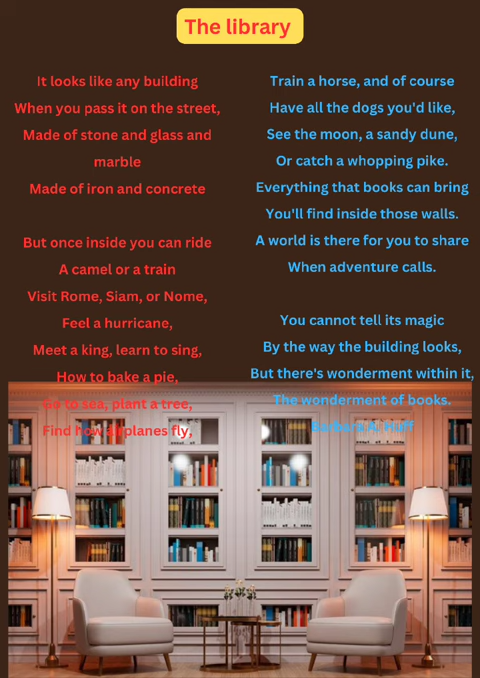 The library
It looks like any building
When you pass it on the street,
Made of stone and glass and
marble
Made of iron and concrete
But once inside you can ride
A camel or a train
Visit Rome, Siam, or Nome,
Feel a hurricane,
Meet a king, learn to sing,
How to bake a pie,
Go to sea, plant a tree,
Find how airplanes fly,
Train a horse, and of course
Have all the dogs you'd like,
See the moon, a sandy dune,
Or catch a whopping pike.
Everything that books can bring
You'll find inside those walls.
A world is there for you to share
When adventure calls.
You cannot tell its magic
By the way the building looks,
But there's wonderment within it,
The wonderment of books.
Barbara A. Huff